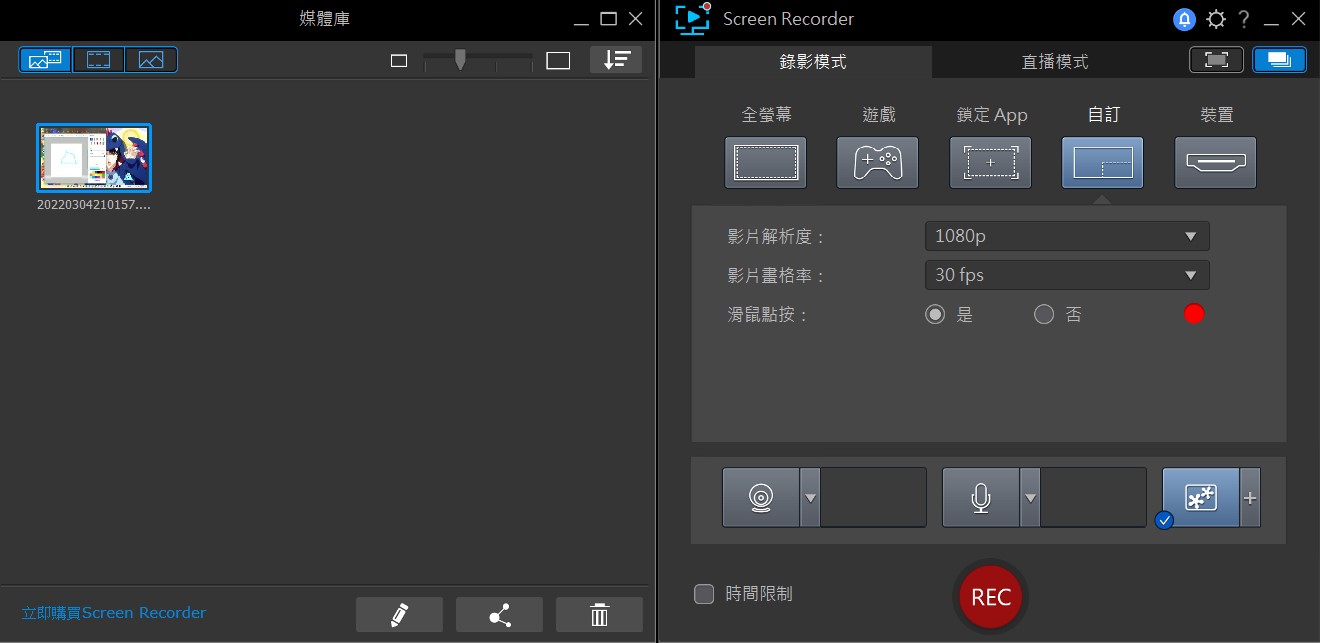 媒體庫
20220304210157....
立即購買Screen Recorder
Screen Recorder
錄影模式
直播模式
全螢幕
遊戲
鎖定 App
自訂
裝置
影片解析度：
1080p
影片畫格率：
30 fps
滑鼠點按：
是
否
時間限制
REC